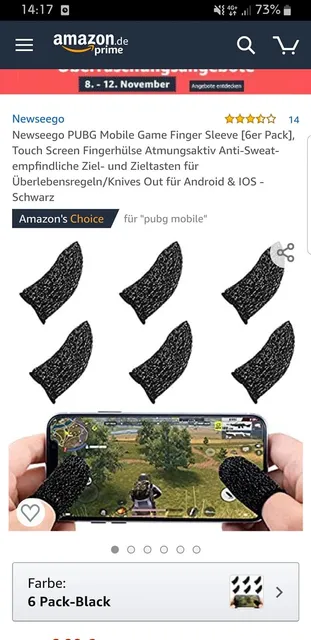 14:17
4G+
73%
amazon.de
prime
Überraschungsangebote
8. - 12. November
Angebote entdecken
Newseego
14
Newseego PUBG Mobile Game Finger Sleeve [6er Pack],
Touch Screen Fingerhülse Atmungsaktiv Anti-Sweat-
empfindliche Ziel- und Zieltasten für
Überlebensregeln/Knives Out für Android & IOS -
Schwarz
Amazon's Choice
für "pubg mobile"
Farbe:
6 Pack-Black